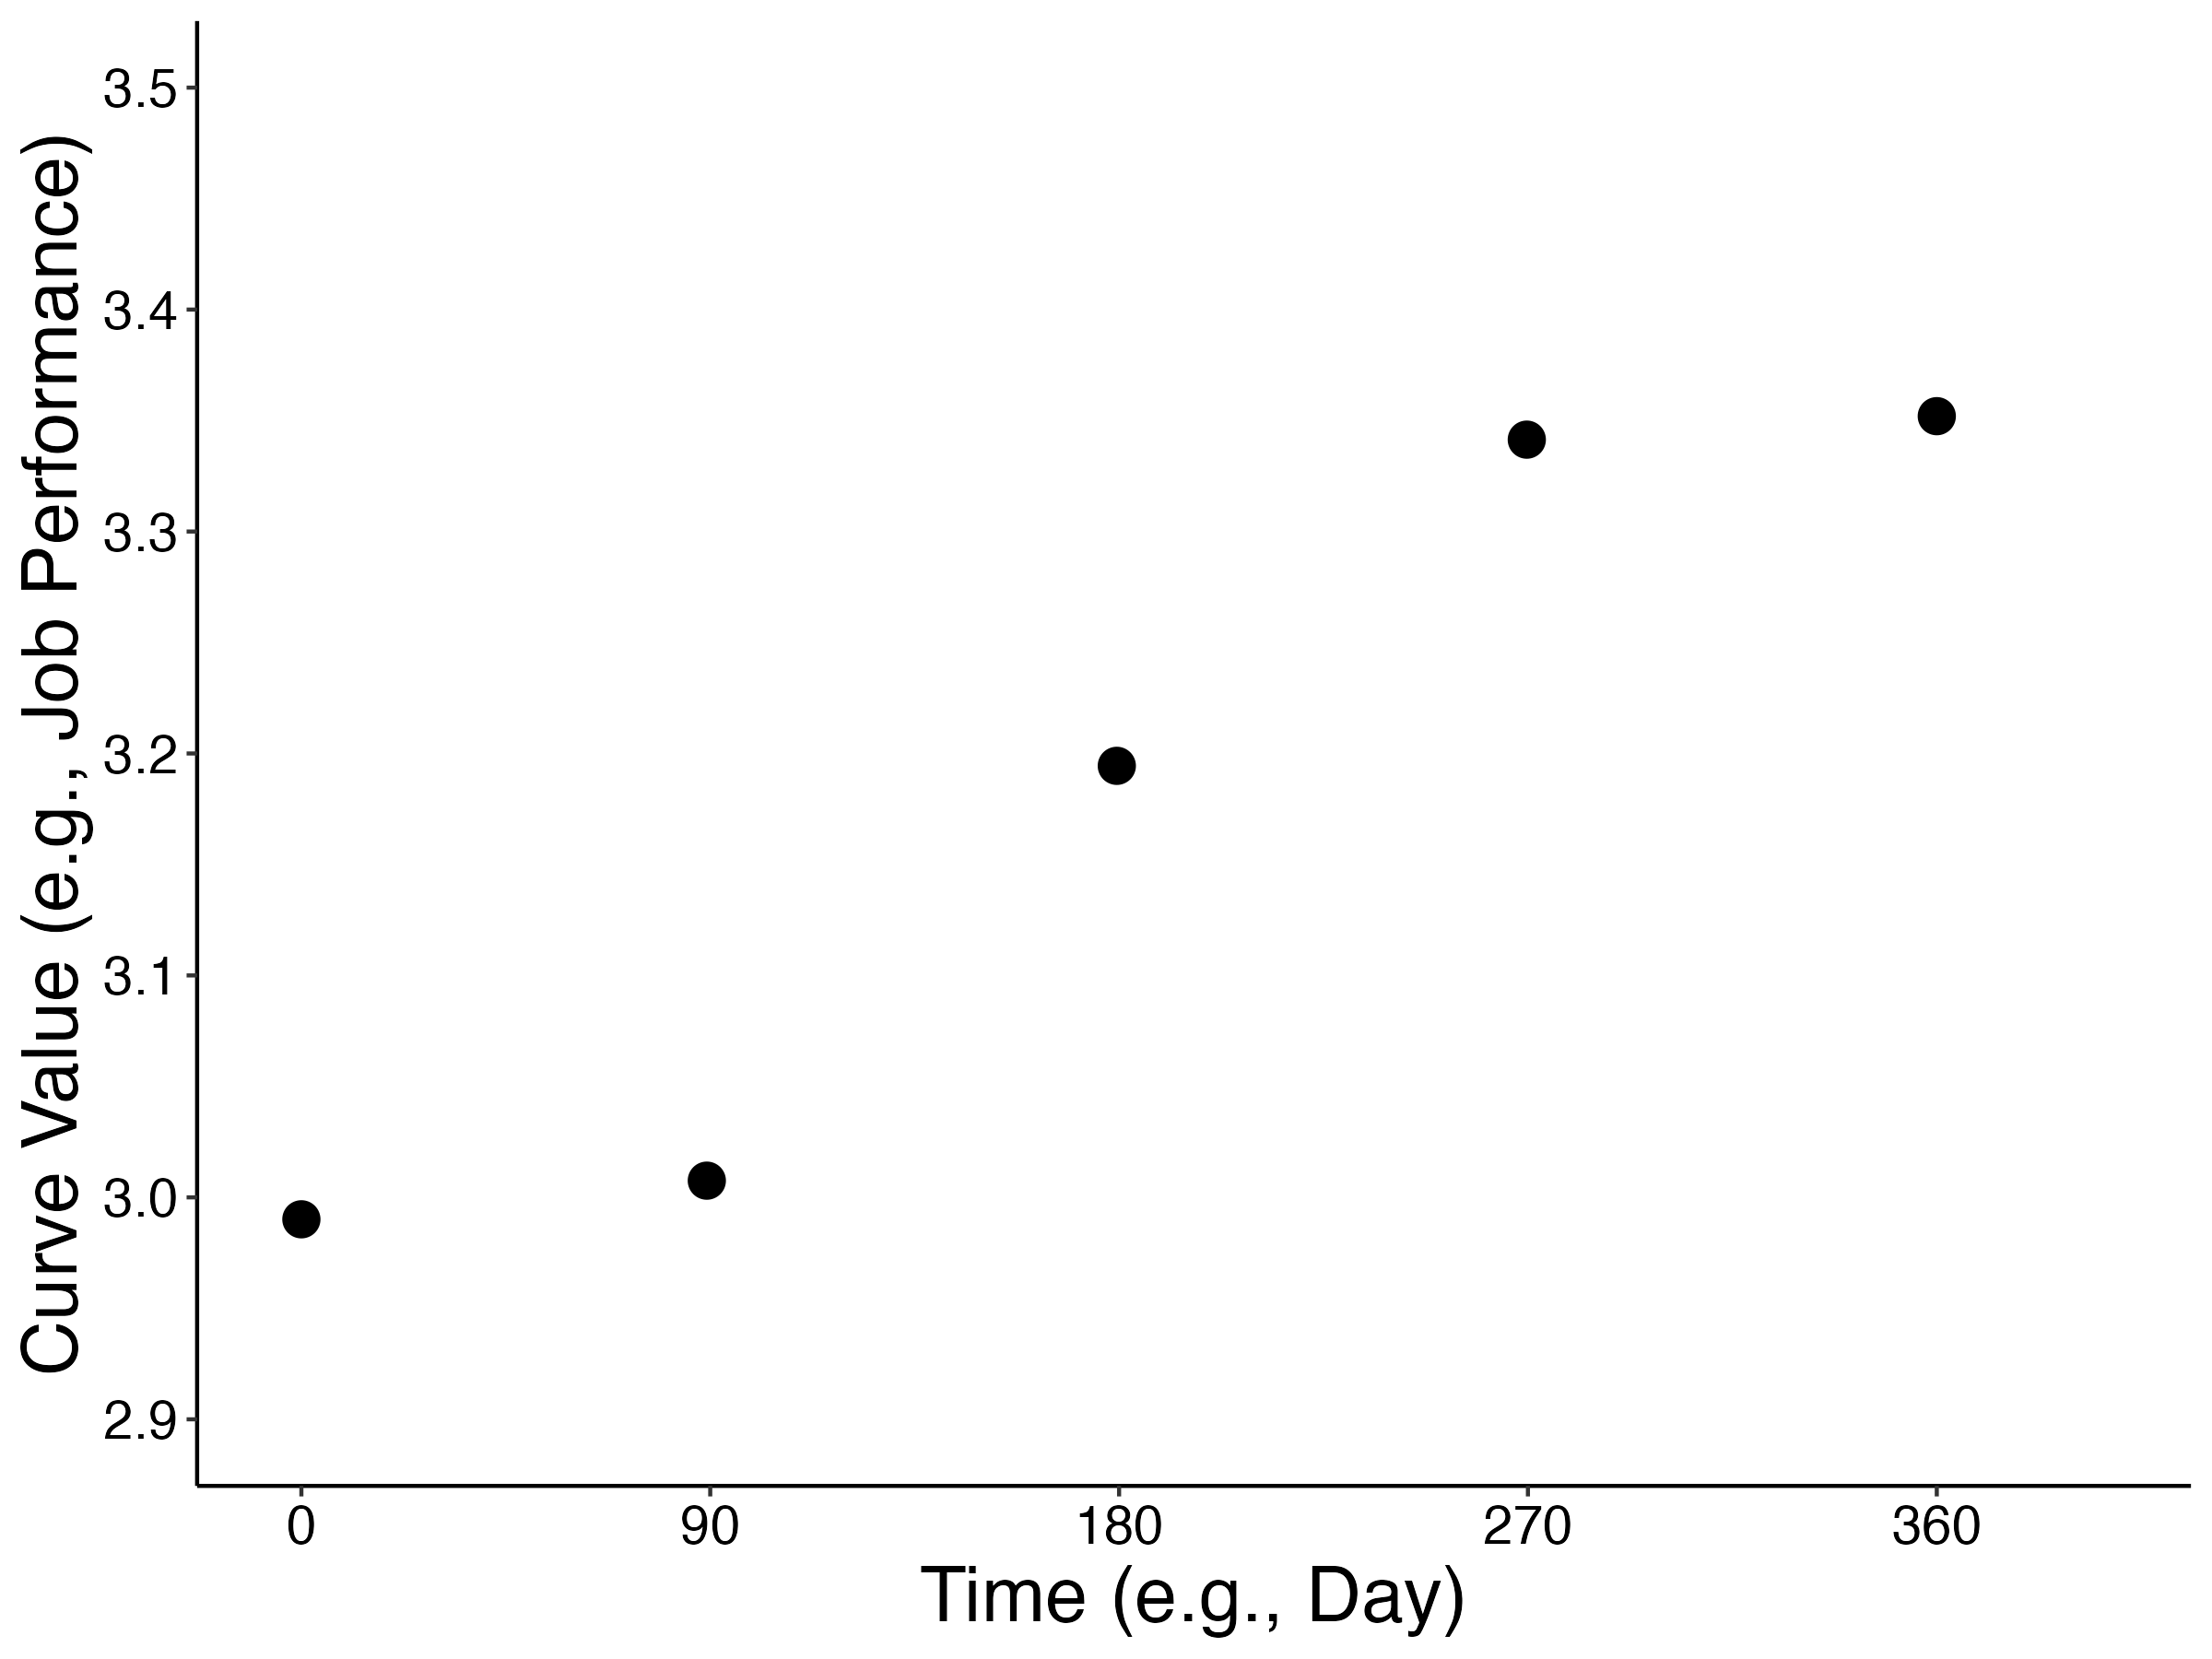 Curve Value (e.g., Job Performance)
3.5
3.4
3.3
3.2
3.1
3.0
2.9
0 90 180 270 360
Time (e.g., Day)